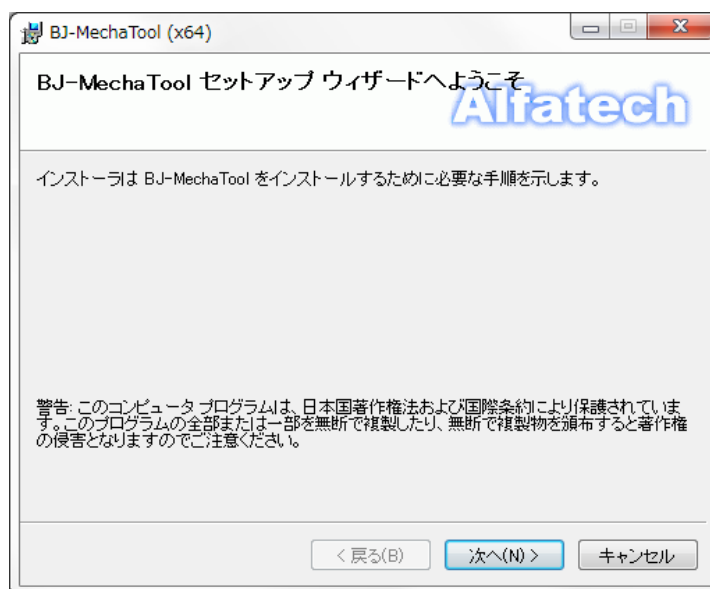 BJ-MechaTool (x64)
BJ-MechaTool セットアップ ウィザードへようこそ
Alfatech
インストーラは BJ-MechaTool をインストールするために必要な手順を示します。
警告: このコンピュータ プログラムは、日本国著作権法および国際条約により保護されていま
す。このプログラムの全部または一部を無断で複製したり、無断で複製物を頒布すると著作権
の侵害となりますのでご注意ください。
< 戻る(B)
次へ(N) >
キャンセル